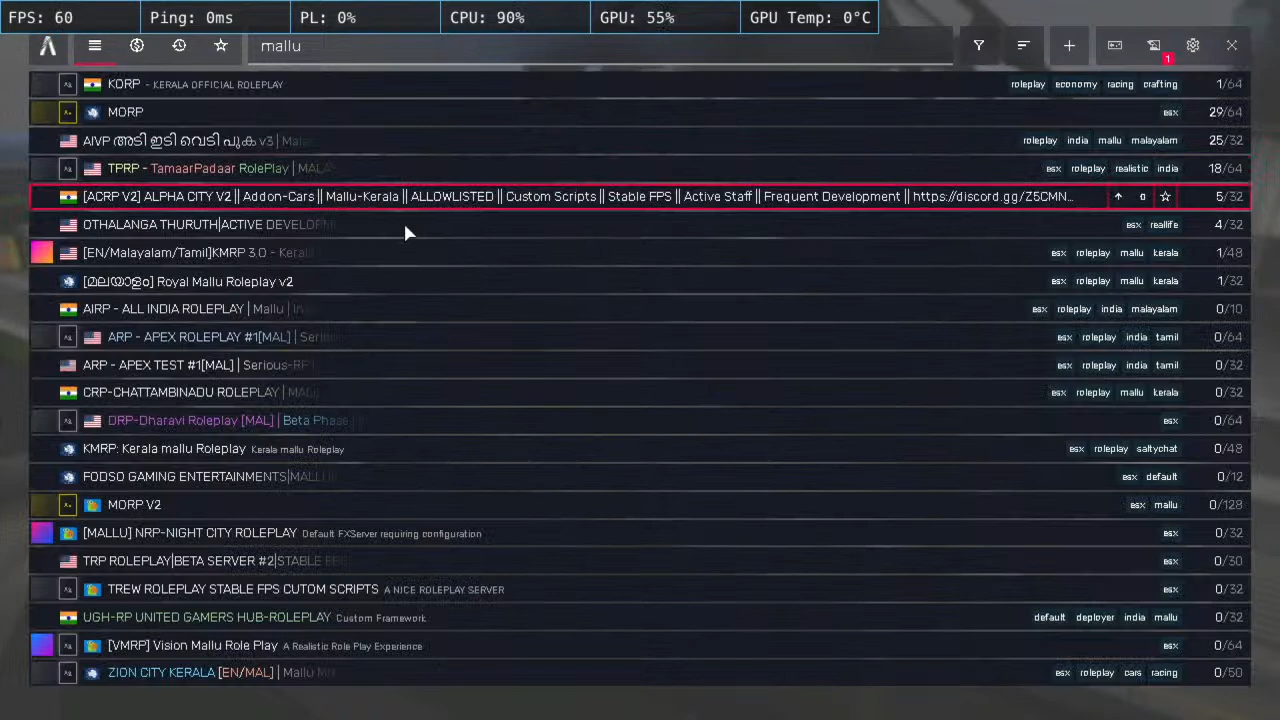 FPS: 60 Ping: 0ms PL: 0% CPU: 90% GPU: 55% GPU Temp: 0°C
mallu 1
KORP - KERALA OFFICIAL ROLEPLAY roleplay economy racing crafting 1/64
MORP esx 29/64
AIVP അടി ഇടി വെടി പുക v3 | roleplay india mallu malayalam 25/32
TPRP - TamaarPadaar RolePlay | MALA esx roleplay realistic india 18/64
[ACRP V2] ALPHA CITY V2 || Addon-Cars || Mallu-Kerala || ALLOWLISTED || Custom Scripts || Stable FPS || Active Staff || Frequent Development || https://discord.gg/Z5CMN... 0 5/32
OTHALANGA THURUTH|ACTIVE DEVELOP esx reallife 4/32
[EN/Malayalam/Tamil]KMRP 3.0 - Kerala esx roleplay mallu kerala 1/48
[മലയാളം] Royal Mallu Roleplay v2 esx roleplay mallu kerala 1/32
AIRP - ALL INDIA ROLEPLAY | Mallu | In esx roleplay india malayalam 0/10
ARP - APEX ROLEPLAY #1[MAL] | Seri esx roleplay india tamil 0/64
ARP - APEX TEST #1[MAL] | Serious-RP | esx roleplay india tamil 0/32
CRP-CHATTAMBINADU ROLEPLAY | esx roleplay mallu kerala 0/32
DRP-Dharavi Roleplay [MAL] | Beta Phase | esx 0/64
KMRP: Kerala mallu Roleplay Kerala mallu Roleplay esx roleplay saltychat 0/48
FODSO GAMING ENTERTAINMENTS|MALLU esx default 0/12
MORP V2 esx mallu 0/128
[MALLU] NRP-NIGHT CITY ROLEPLAY Default FXServer requiring configuration esx 0/32
TRP ROLEPLAY|BETA SERVER #2|STABLE esx 0/30
TREW ROLEPLAY STABLE FPS CUTOM SCRIPTS A NICE ROLEPLAY SERVER esx 0/32
UGH-RP UNITED GAMERS HUB-ROLEPLAY Custom Framework default deployer india mallu 0/32
[VMRP] Vision Mallu Role Play A Realistic Role Play Experience esx 0/64
ZION CITY KERALA [EN/MAL] | Mallu esx roleplay cars racing 0/50